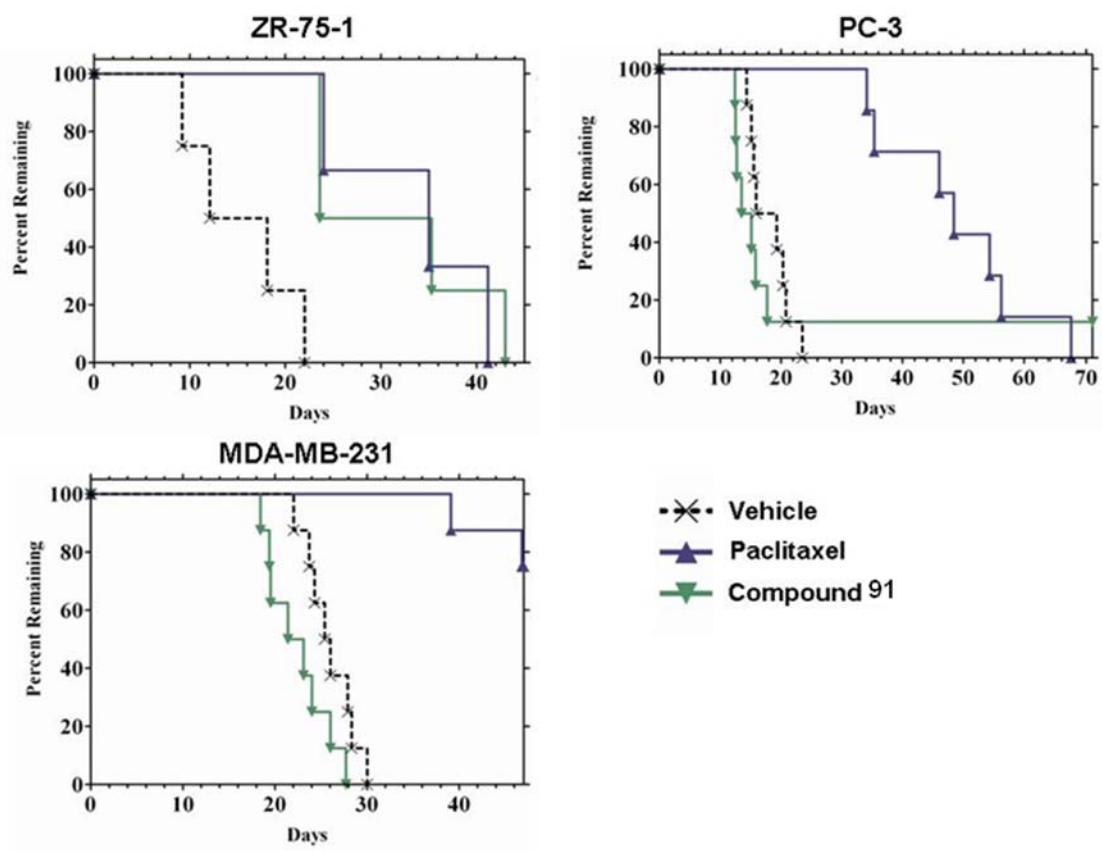 ZR-75-1
Percent Remaining
100
80
60
40
20
0
0 10 20 30 40
Days
PC-3
Percent Remaining
100
80
60
40
20
0
0 10 20 30 40 50 60 70
Days
MDA-MB-231
Percent Remaining
100
80
60
40
20
0
0 10 20 30 40
Days
Vehicle
Paclitaxel
Compound 91